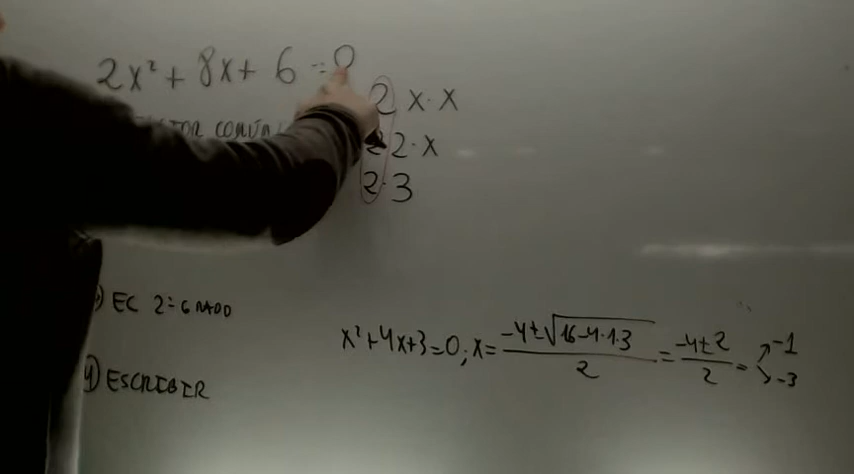 2x² + 8x + 6 = 0
2 x · x
COMÚN
2 2 · x
2 · 3
) EC 2º GRADO
x² + 4x + 3 = 0 ; x = (-4 ± √(16 - 4 · 1 · 3)) / 2 = (-4 ± 2) / 2 = ↗ -1 ↘ -3
4) ESCRIBIR